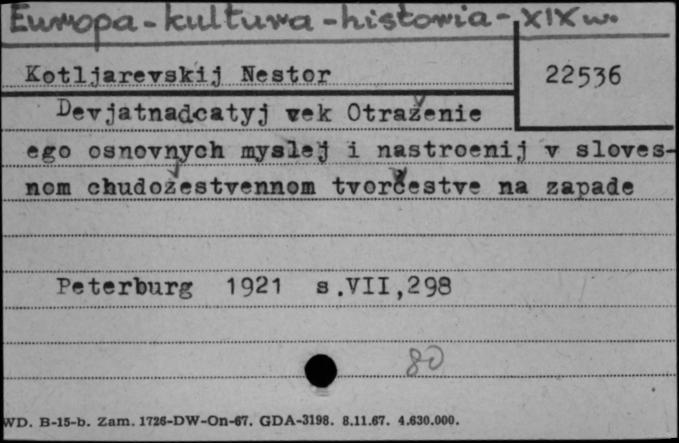 Europa-kultura-historia-XIX w.
Kotljarevskij Nestor
22536
Devjatnadcatyj vek Otraženie
ego osnovnych myslej i nastroenij v sloves-
nom chudožestvennom tvorčestve na zapade
Peterburg 1921 s.VII,298
80
WD. B-15-b. Zam. 1726-DW-On-67. GDA-3198. 8.11.67. 4.630.000.